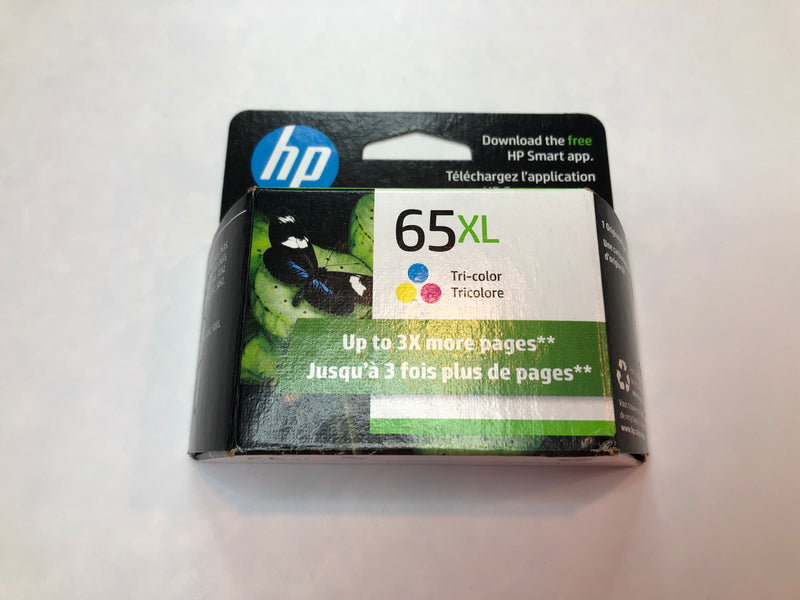 hp
Download the free
HP Smart app.
Téléchargez l'application
65XL
Tri-color
Tricolore
Up to 3X more pages**
Jusqu'à 3 fois plus de pages**